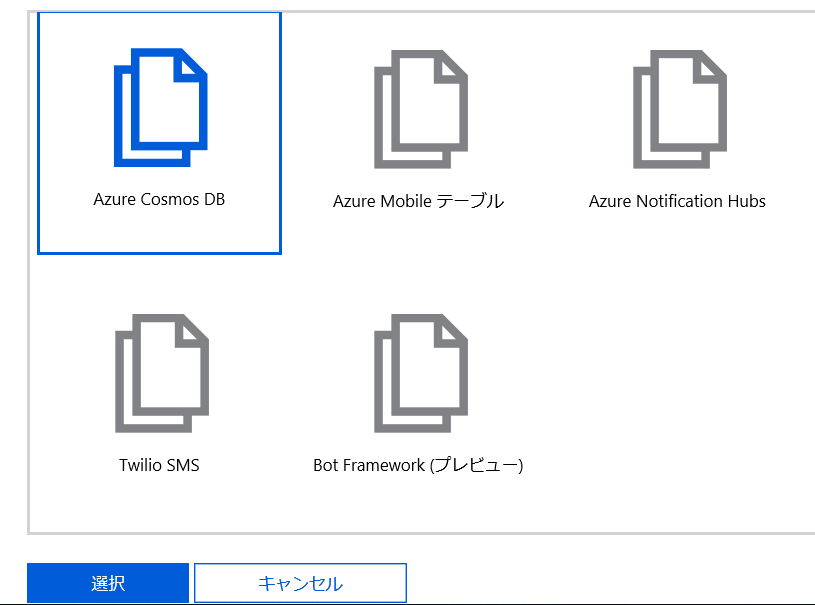 Azure Cosmos DB
Azure Mobile テーブル
Azure Notification Hubs
Twilio SMS
Bot Framework (プレビュー)
選択
キャンセル